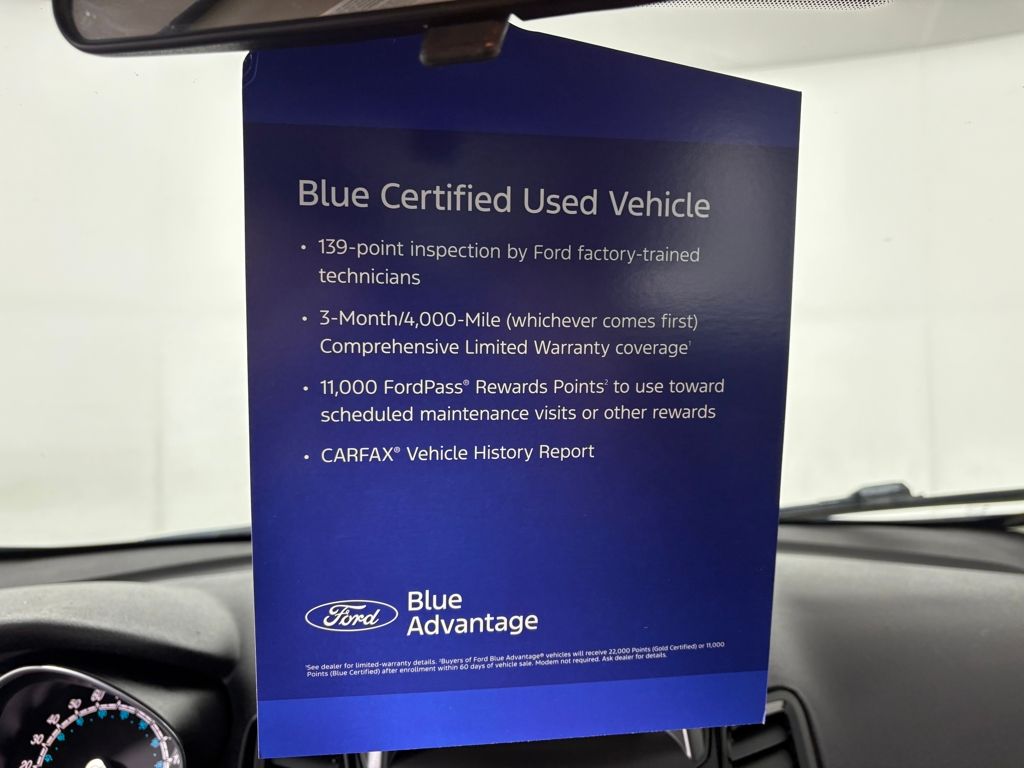 Blue Certified Used Vehicle
• 139-point inspection by Ford factory-trained
technicians
• 3-Month/4,000-Mile (whichever comes first)
Comprehensive Limited Warranty coverage¹
• 11,000 FordPass® Rewards Points² to use toward
scheduled maintenance visits or other rewards
• CARFAX® Vehicle History Report
Ford
Blue
Advantage
¹See dealer for limited-warranty details. ²Buyers of Ford Blue Advantage® vehicles will receive 22,000 Points (Gold Certified) or 11,000
Points (Blue Certified) after enrollment within 60 days of vehicle sale. Modem not required. Ask dealer for details.